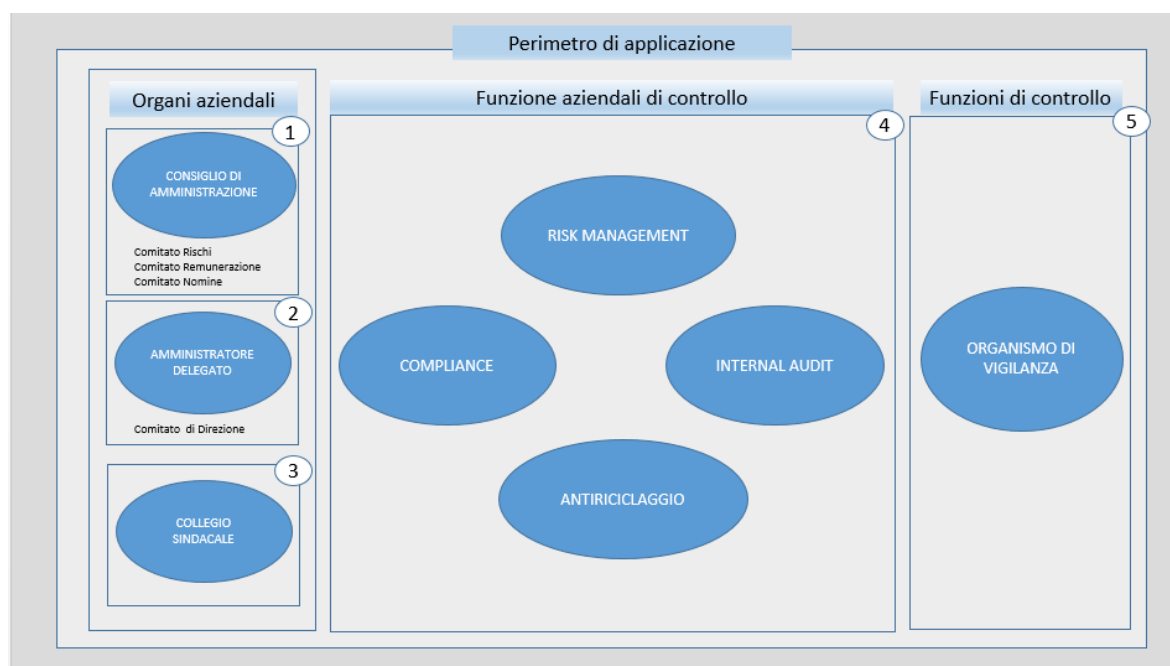 Perimetro di applicazione
Organi aziendali
1
CONSIGLIO DI
AMMINISTRAZIONE
Comitato Rischi
Comitato Remunerazione
Comitato Nomine
2
AMMINISTRATORE
DELEGATO
Comitato di Direzione
3
COLLEGIO
SINDACALE
Funzione aziendali di controllo
4
RISK MANAGEMENT
COMPLIANCE
INTERNAL AUDIT
ANTIRICICLAGGIO
Funzioni di controllo
5
ORGANISMO DI
VIGILANZA